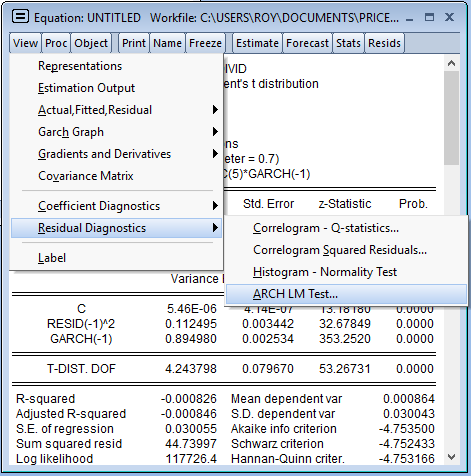 Equation: UNTITLED Workfile: C:\USERS\ROY\DOCUMENTS\PRICE...
View Proc Object Print Name Freeze Estimate Forecast Stats Resids
Representations
Estimation Output
Actual,Fitted,Residual
Garch Graph
Gradients and Derivatives
Covariance Matrix
Coefficient Diagnostics
Residual Diagnostics
Label
Correlogram - Q-statistics...
Correlogram Squared Residuals...
Histogram - Normality Test
ARCH LM Test...
VID
ent's t distribution
ns
eter = 0.7)
C(5)*GARCH(-1)
Std. Error z-Statistic Prob.
Variance
C 5.46E-06 4.14E-07 13.18180 0.0000
RESID(-1)^2 0.112495 0.003442 32.67849 0.0000
GARCH(-1) 0.894980 0.002534 353.2520 0.0000
T-DIST. DOF 4.243798 0.079670 53.26731 0.0000
R-squared -0.000826 Mean dependent var 0.000864
Adjusted R-squared -0.000846 S.D. dependent var 0.030043
S.E. of regression 0.030055 Akaike info criterion -4.753500
Sum squared resid 44.73997 Schwarz criterion -4.752433
Log likelihood 117726.4 Hannan-Quinn criter. -4.753166